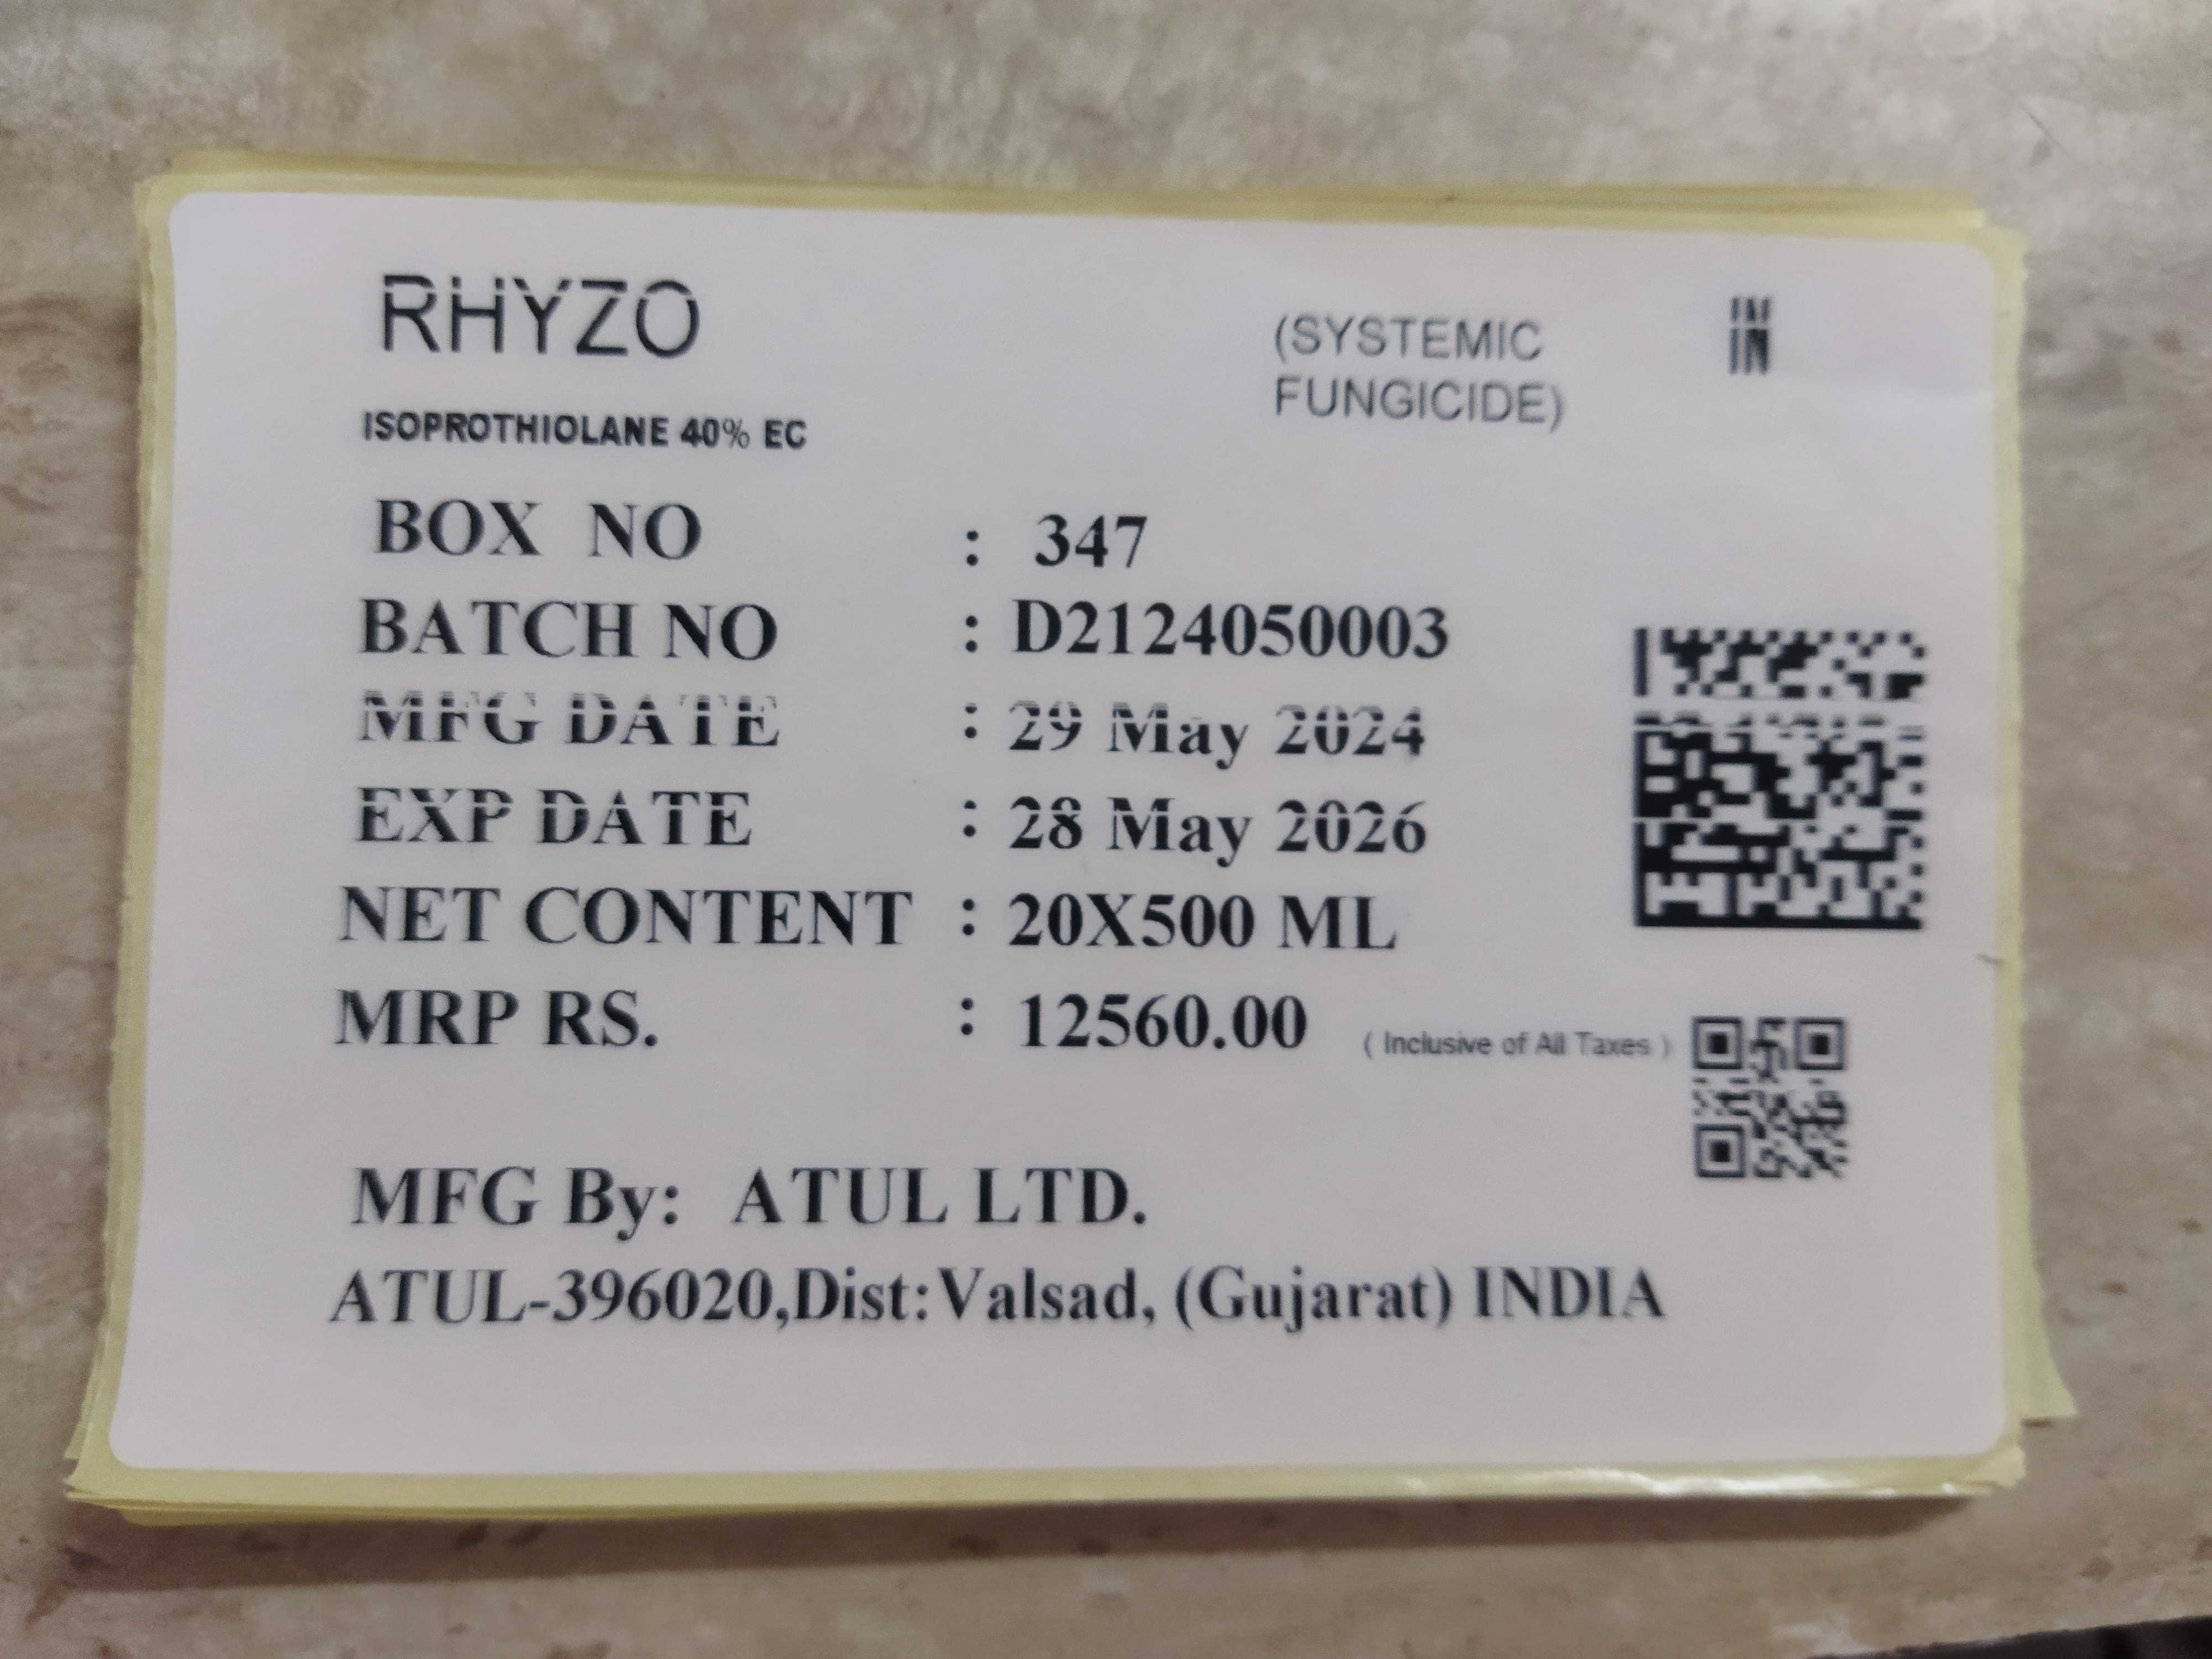 RHYZO
(SYSTEMIC
FUNGICIDE)
IN
ISOPROTHIOLANE 40% EC
BOX NO : 347
BATCH NO : D2124050003
MFG DATE : 29 May 2024
EXP DATE : 28 May 2026
NET CONTENT : 20X500 ML
MRP RS. : 12560.00 ( Inclusive of All Taxes )
MFG By: ATUL LTD.
ATUL-396020,Dist:Valsad, (Gujarat) INDIA